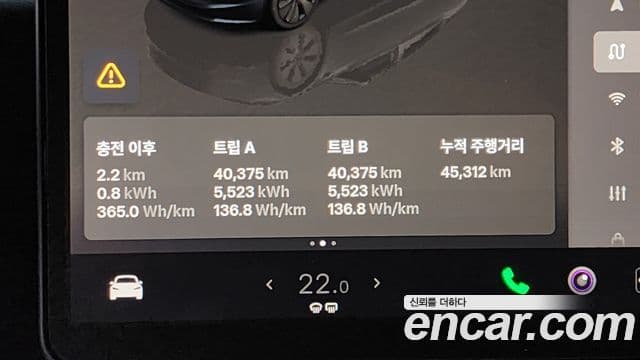 충전 이후
2.2 km
0.8 kWh
365.0 Wh/km
트립 A
40,375 km
5,523 kWh
136.8 Wh/km
트립 B
40,375 km
5,523 kWh
136.8 Wh/km
누적 주행거리
45,312 km
22.0
신뢰를 더하다
encar.com